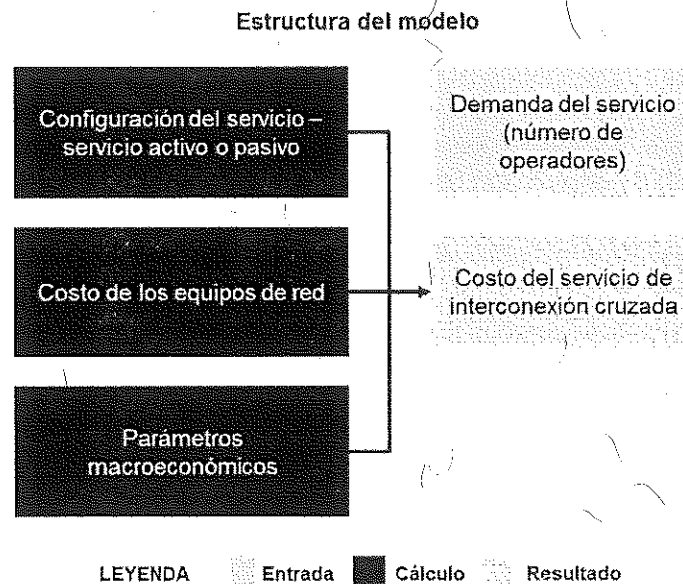 Estructura del modelo
Configuración del servicio –
servicio activo o pasivo
Demanda del servicio
(número de
operadores)
Costo de los equipos de red
Costo del servicio de
interconexión cruzada
Parámetros
macroeconómicos
LEYENDA Entrada Cálculo Resultado